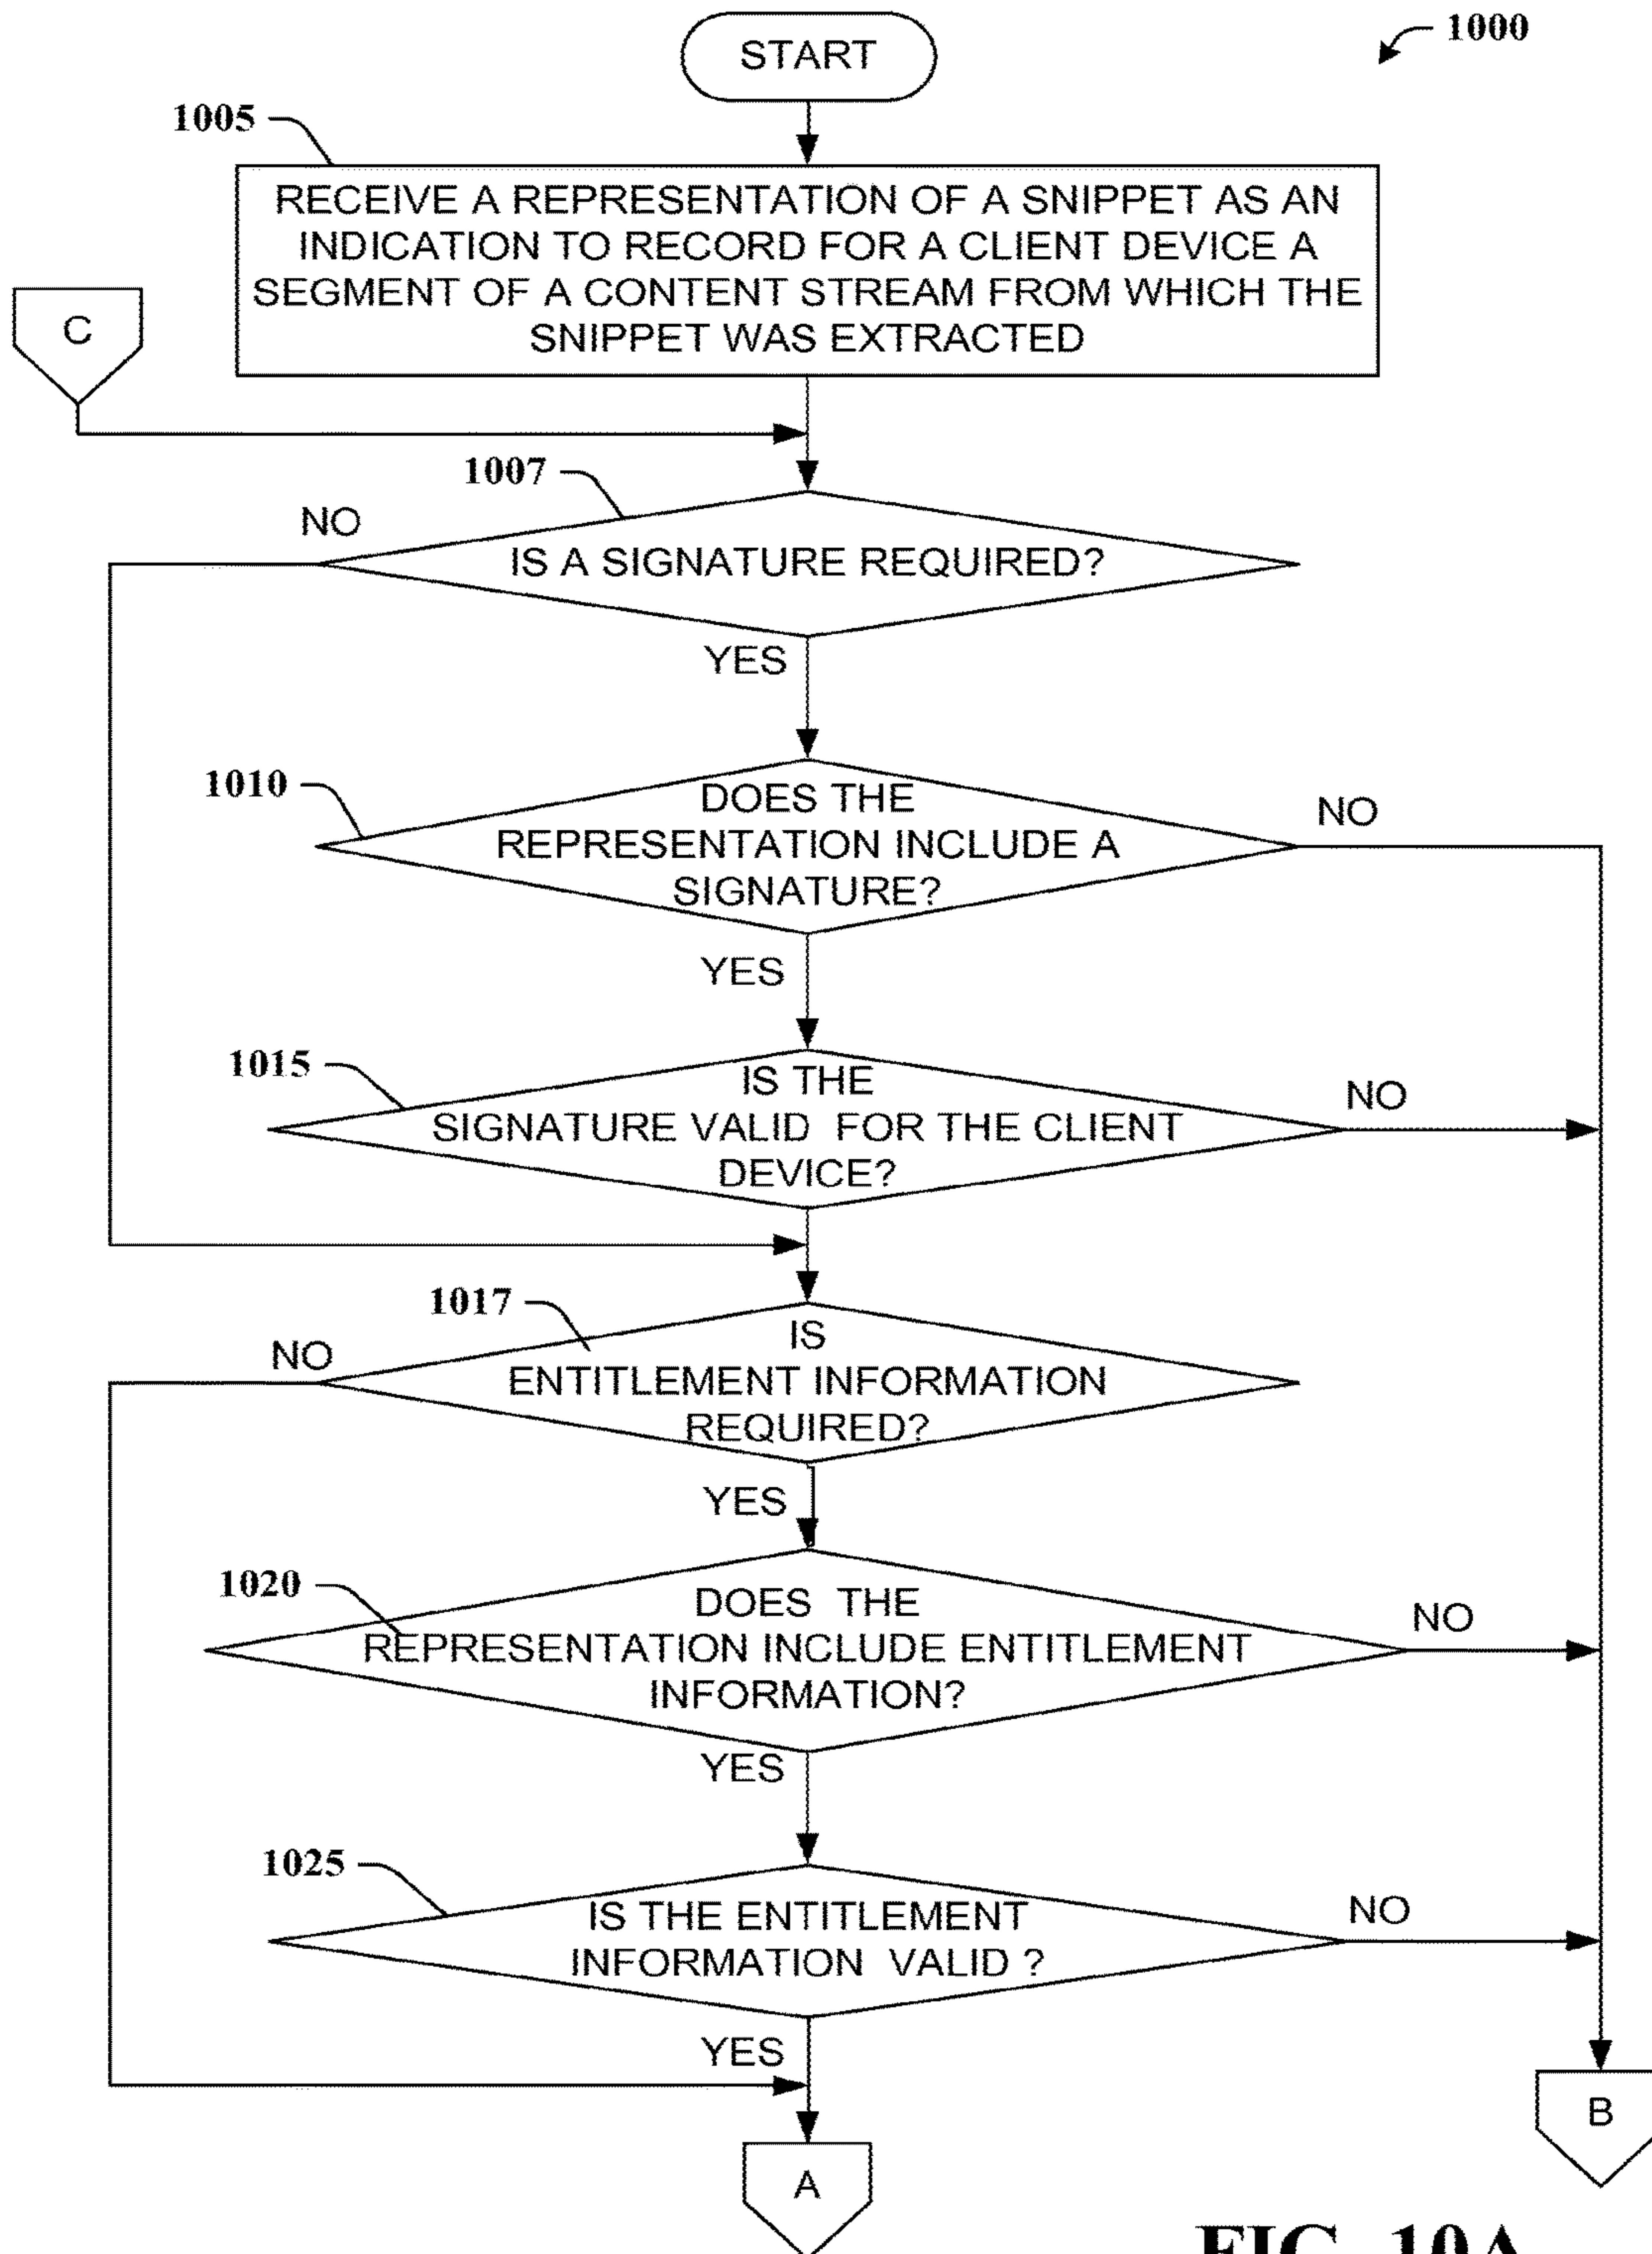 START
1000
1005
RECEIVE A REPRESENTATION OF A SNIPPET AS AN
INDICATION TO RECORD FOR A CLIENT DEVICE A
SEGMENT OF A CONTENT STREAM FROM WHICH THE
SNIPPET WAS EXTRACTED
C
1007
NO
IS A SIGNATURE REQUIRED?
YES
1010
DOES THE
REPRESENTATION INCLUDE A
SIGNATURE?
NO
YES
1015
IS THE
SIGNATURE VALID FOR THE CLIENT
DEVICE?
NO
1017
NO
IS
ENTITLEMENT INFORMATION
REQUIRED?
YES
1020
DOES THE
REPRESENTATION INCLUDE ENTITLEMENT
INFORMATION?
NO
YES
1025
IS THE ENTITLEMENT
INFORMATION VALID ?
NO
YES
B
A
FIG. 10A